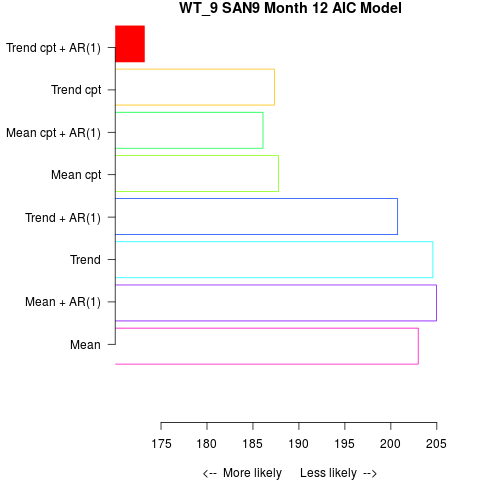 WT_9 SAN9 Month 12 AIC Model
Trend cpt + AR(1)
Trend cpt
Mean cpt + AR(1)
Mean cpt
Trend + AR(1)
Trend
Mean + AR(1)
Mean
175 180 185 190 195 200 205
<-- More likely Less likely -->